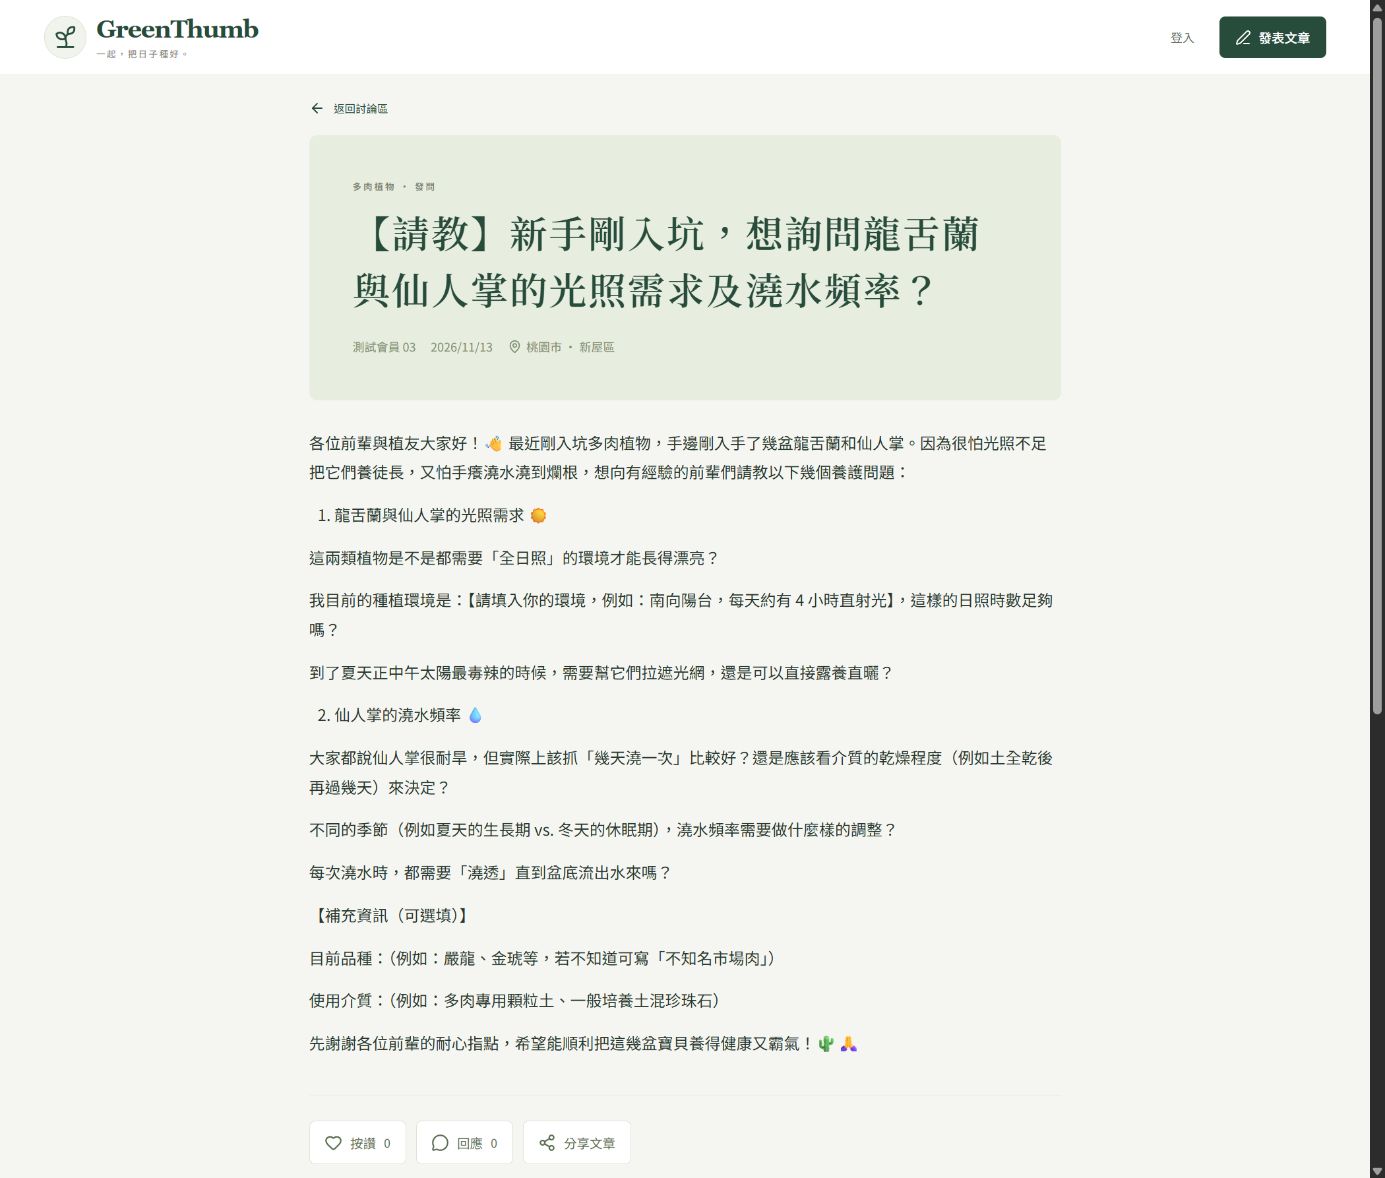 GreenThumb
一起，把日子種好。
登入
發表文章
返回討論區
多肉植物 · 發問
【請教】新手剛入坑，想詢問龍舌蘭
與仙人掌的光照需求及澆水頻率？
測試會員 03 2026/11/13 桃園市 · 新屋區
各位前輩與植友大家好！👋 最近剛入坑多肉植物，手邊剛入手了幾盆龍舌蘭和仙人掌。因為很怕光照不足
把它們養徒長，又怕手癢澆水澆到爛根，想向有經驗的前輩們請教以下幾個養護問題：
1. 龍舌蘭與仙人掌的光照需求 ☀️
這兩類植物是不是都需要「全日照」的環境才能長得漂亮？
我目前的種植環境是：【請填入你的環境，例如：南向陽台，每天約有 4 小時直射光】，這樣的日照時數足夠
嗎？
到了夏天正中午太陽最毒辣的時候，需要幫它們拉遮光網，還是可以直接露養直曬？
2. 仙人掌的澆水頻率 💧
大家都說仙人掌很耐旱，但實際上該抓「幾天澆一次」比較好？還是應該看介質的乾燥程度（例如土全乾後
再過幾天）來決定？
不同的季節（例如夏天的生長期 vs. 冬天的休眠期），澆水頻率需要做什麼樣的調整？
每次澆水時，都需要「澆透」直到盆底流出水來嗎？
【補充資訊（可選填）】
目前品種：（例如：嚴龍、金琥等，若不知道可寫「不知名市場肉」）
使用介質：（例如：多肉專用顆粒土、一般培養土混珍珠石）
先謝謝各位前輩的耐心指點，希望能順利把這幾盆寶貝養得健康又霸氣！🌵 🙏
按讚 0
回應 0
分享文章